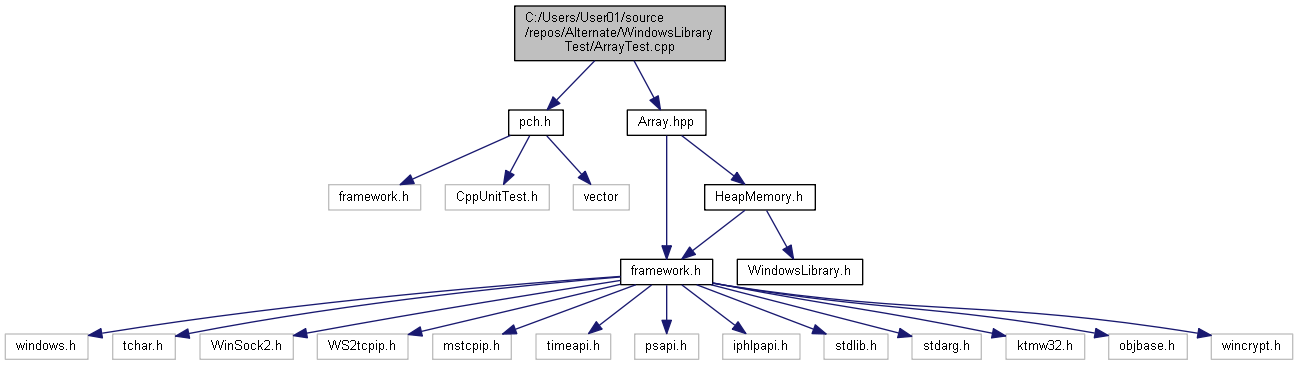 C:/Users/User01/source
/repos/Alternate/WindowsLibrary
Test/ArrayTest.cpp
pch.h
Array.hpp
framework.h
CppUnitTest.h
vector
HeapMemory.h
framework.h
WindowsLibrary.h
windows.h
tchar.h
WinSock2.h
WS2tcpip.h
mstcpip.h
timeapi.h
psapi.h
iphlpapi.h
stdlib.h
stdarg.h
ktmw32.h
objbase.h
wincrypt.h